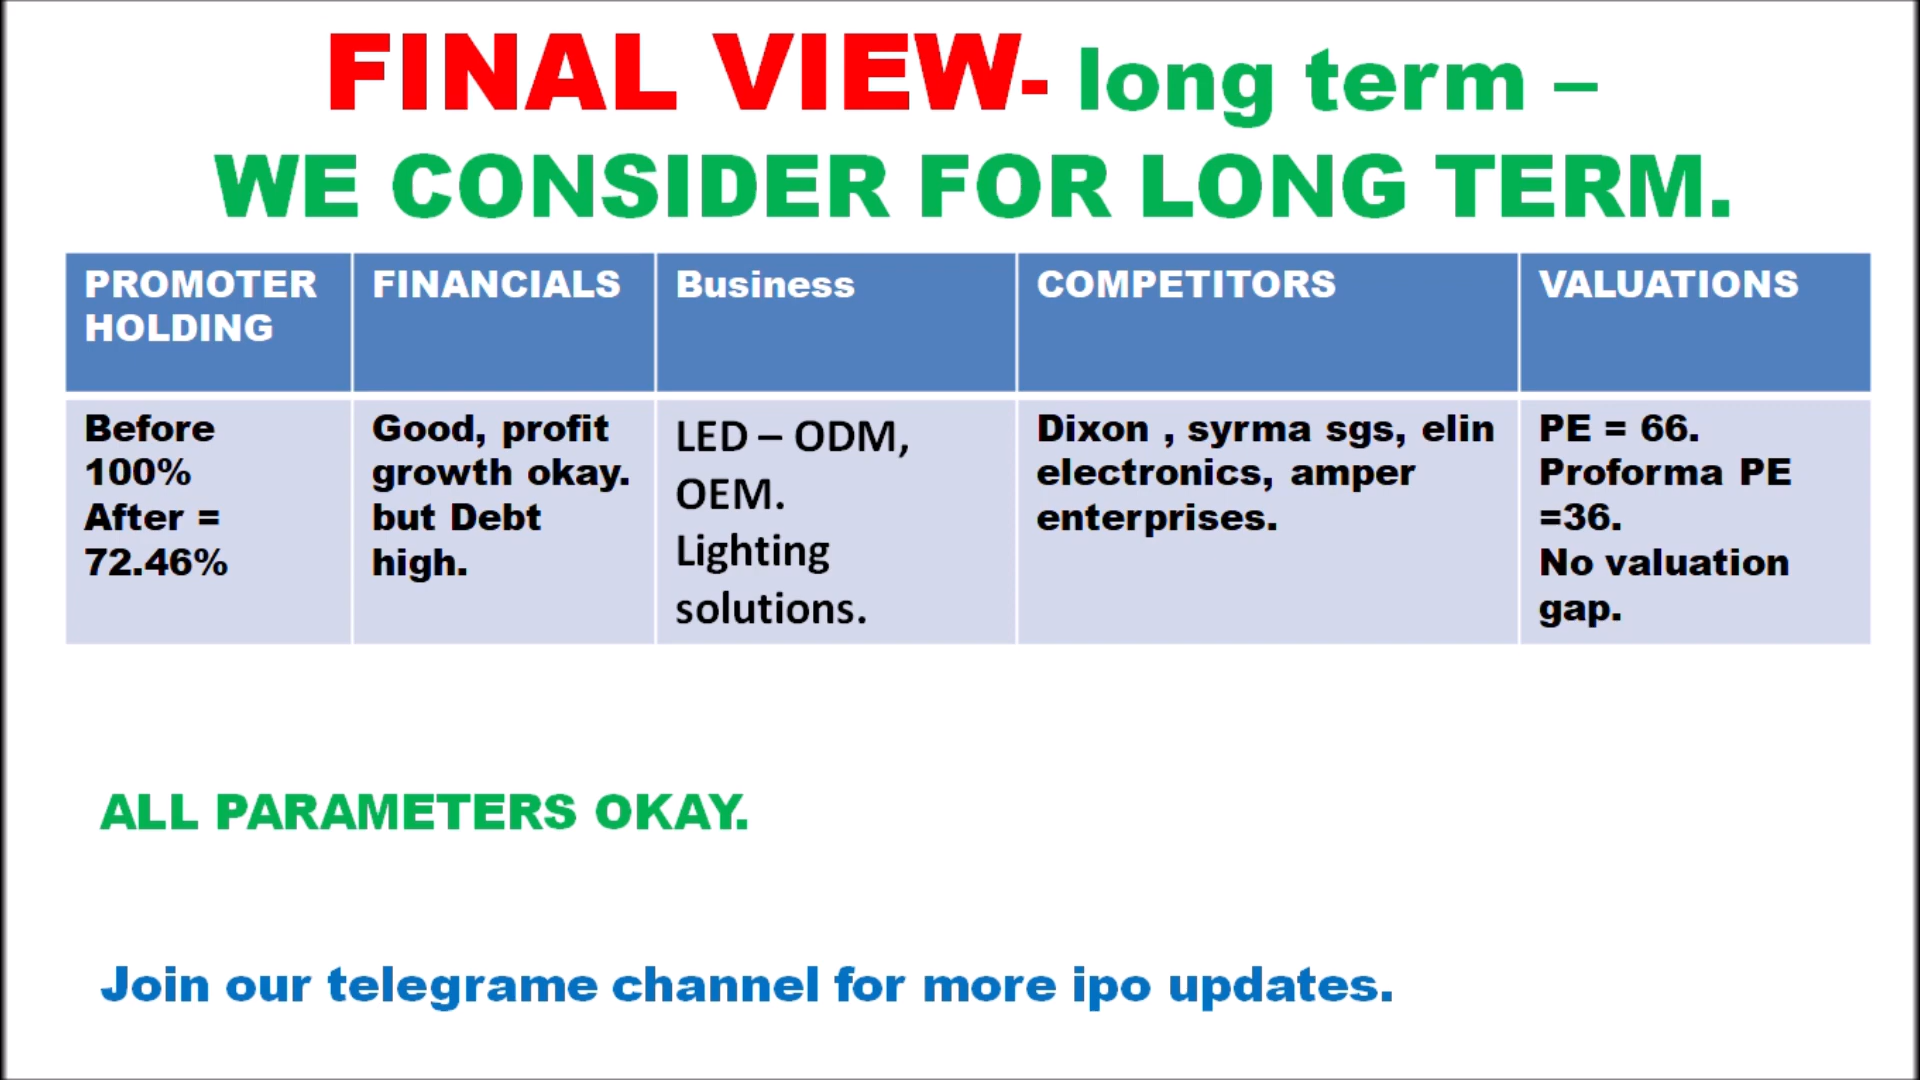 FINAL VIEW- long term –
WE CONSIDER FOR LONG TERM.
PROMOTER
HOLDING
FINANCIALS
Business
COMPETITORS
VALUATIONS
Before
100%
After =
72.46%
Good, profit
growth okay.
but Debt
high.
LED – ODM,
OEM.
Lighting
solutions.
Dixon , syrma sgs, elin
electronics, amper
enterprises.
PE = 66.
Proforma PE
=36.
No valuation
gap.
ALL PARAMETERS OKAY.
Join our telegrame channel for more ipo updates.